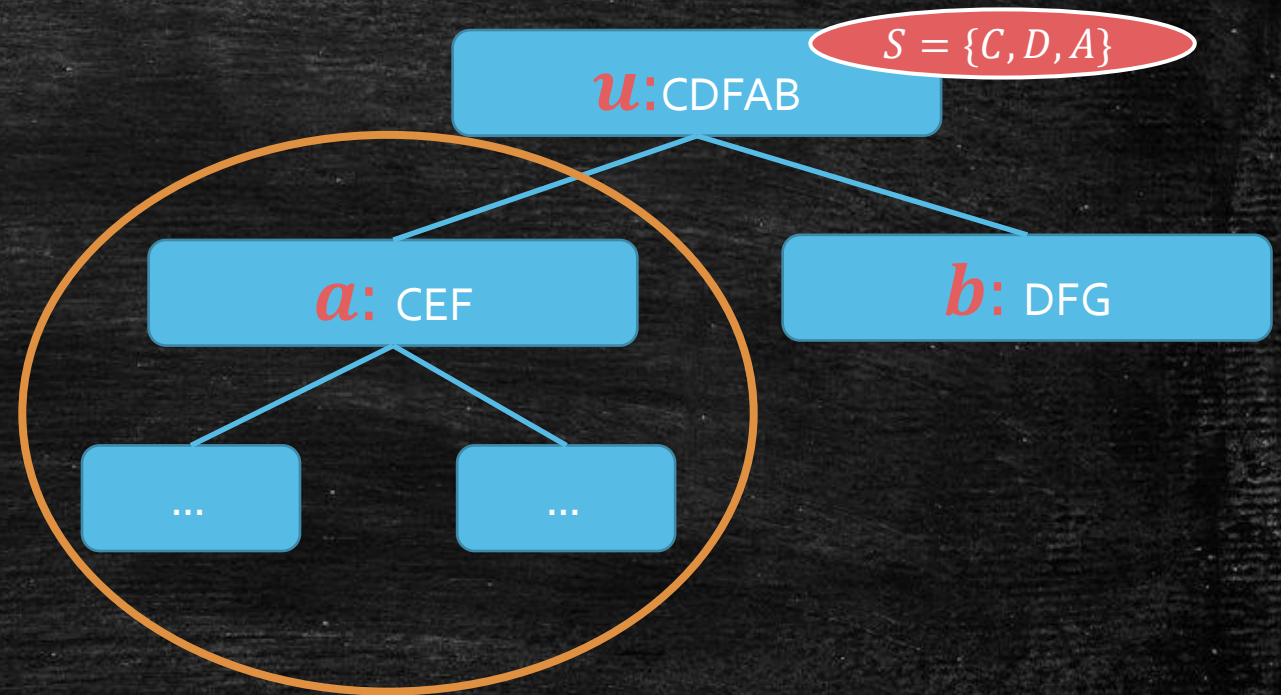 S = {C, D, A}
u:CDFAB
a: CEF
b: DFG
...
...